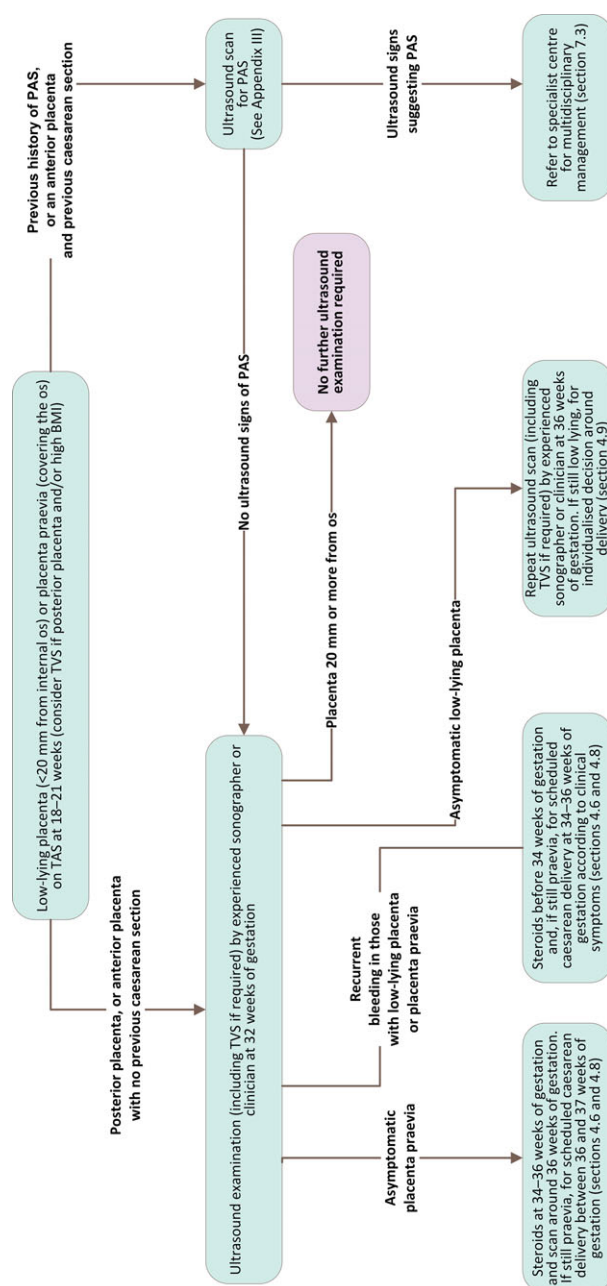 Low-lying placenta (<20 mm from internal os) or placenta praevia (covering the os)
on TAS at 18–21 weeks (consider TVS if posterior placenta and/or high BMI)
Previous history of PAS,
or an anterior placenta
and previous caesarean section
Posterior placenta, or anterior placenta
with no previous caesarean section
Ultrasound scan
for PAS
(See Appendix III)
No ultrasound signs of PAS
Ultrasound signs
suggesting PAS
Ultrasound examination (including TVS if required) by experienced sonographer or
clinician at 32 weeks of gestation
Placenta 20 mm or more from os
No further ultrasound
examination required
Asymptomatic
placenta praevia
Recurrent
bleeding in those
with low-lying placenta
or placenta praevia
Asymptomatic low-lying placenta
Steroids at 34–36 weeks of gestation
and scan around 36 weeks of gestation.
If still praevia, for scheduled caesarean
delivery between 36 and 37 weeks of
gestation (sections 4.6 and 4.8)
Steroids before 34 weeks of gestation
and, if still praevia, for scheduled
caesarean delivery at 34–36 weeks of
gestation according to clinical
symptoms (sections 4.6 and 4.8)
Repeat ultrasound scan (including
TVS if required) by experienced
sonographer or clinician at 36 weeks
of gestation. If still low lying, for
individualised decision around
delivery (section 4.9)
Refer to specialist centre
for multidisciplinary
management (section 7.3)